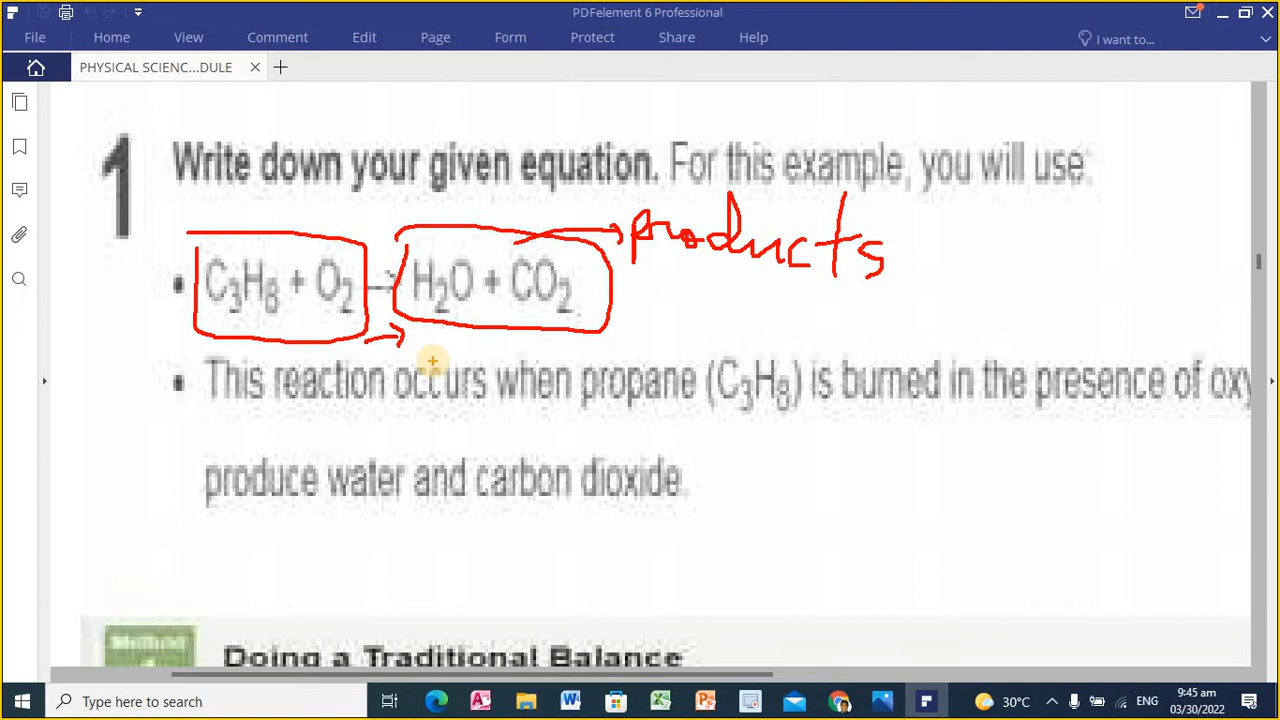 PDFelement 6 Professional
File Home View Comment Edit Page Form Protect Share Help I want to...
PHYSICAL SCIENC...DULE
1 Write down your given equation. For this example, you will use:
products
• C₃H₈ + O₂ → H₂O + CO₂
• This reaction occurs when propane (C₃H₈) is burned in the presence of oxy
produce water and carbon dioxide.
Doing a Traditional Balance
Type here to search
30°C ENG 9:45 am
03/30/2022